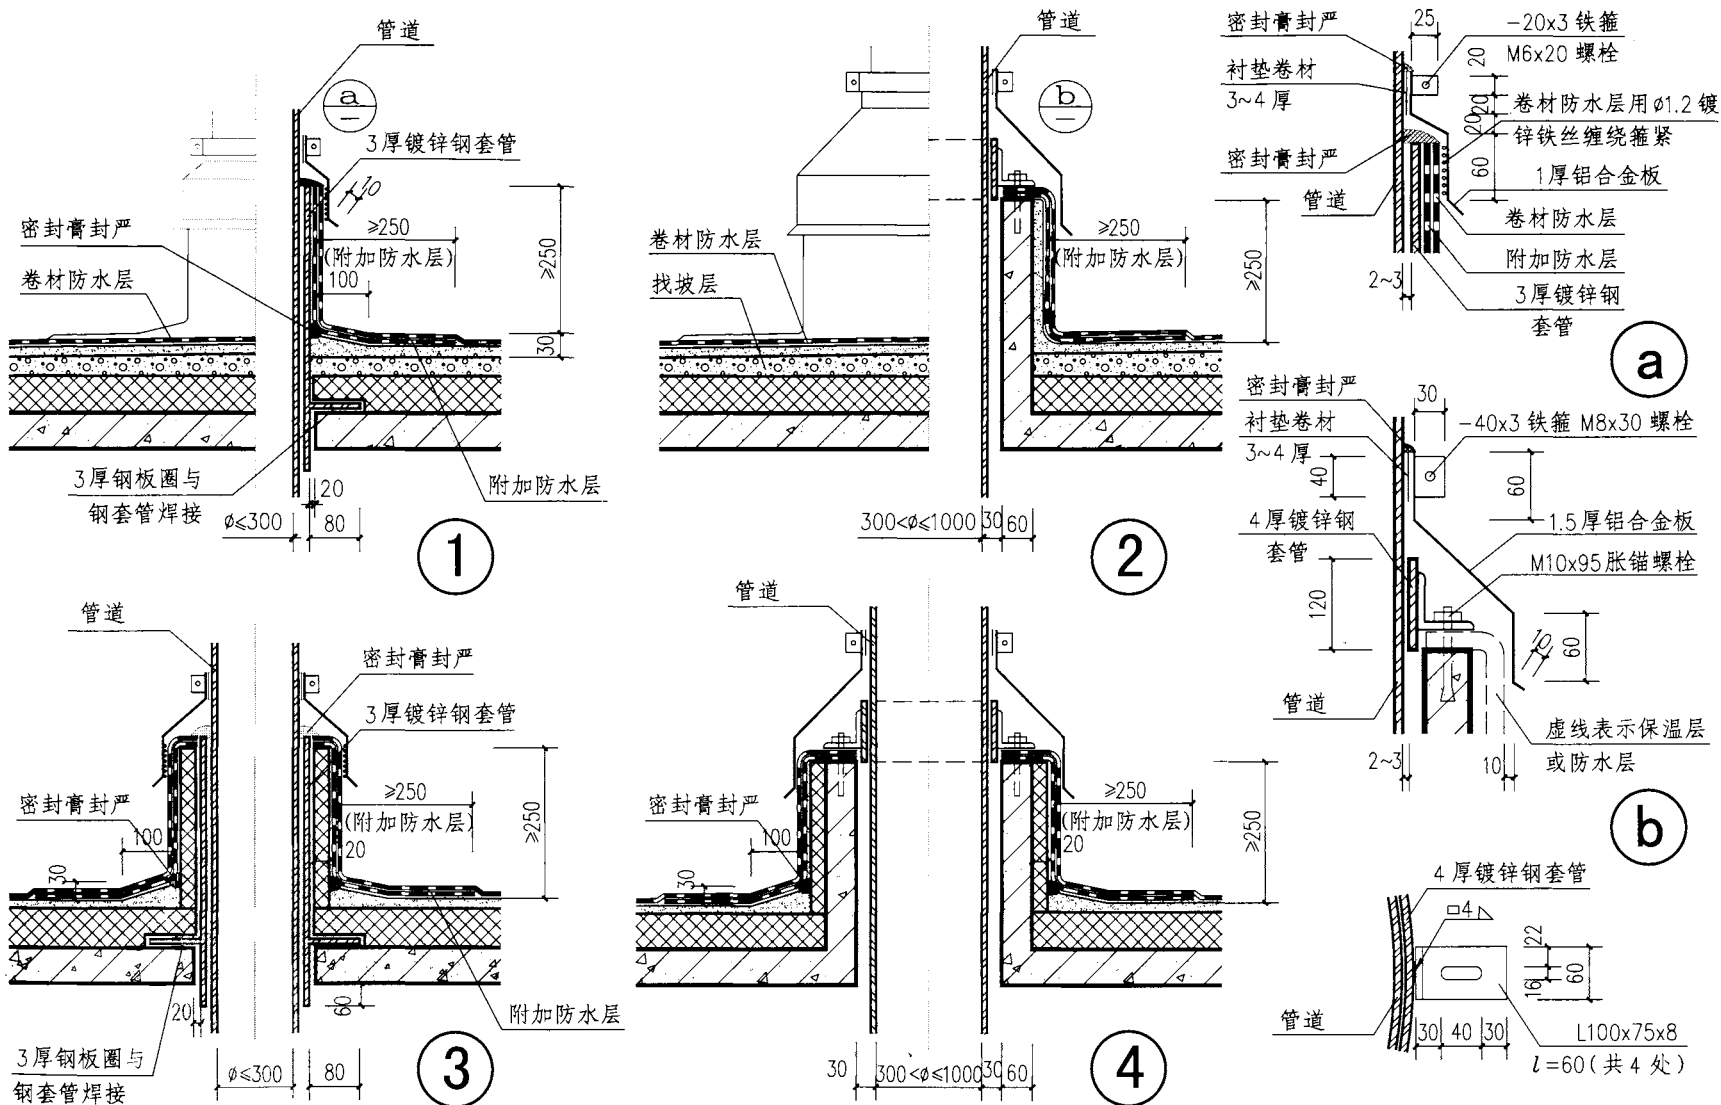 管道
a
3厚镀锌钢套管
10
密封膏封严
≥250
(附加防水层)
100
卷材防水层
≥250
30
3厚钢板圈与
钢套管焊接
附加防水层
20
ø≤300
80
1
管道
b
卷材防水层
找坡层
≥250
(附加防水层)
≥250
300<ø≤1000
30
60
2
密封膏封严
25
-20x3 铁箍
M6x20 螺栓
衬垫卷材
3~4 厚
20
20
20
60
卷材防水层用ø1.2 镀
锌铁丝缠绕箍紧
密封膏封严
1厚铝合金板
管道
卷材防水层
附加防水层
2~3
3厚镀锌钢
套管
a
密封膏封严
30
衬垫卷材
3~4 厚
-40x3 铁箍 M8x30 螺栓
40
60
4厚镀锌钢
套管
1.5厚铝合金板
M10x95胀锚螺栓
120
10
60
管道
虚线表示保温层
或防水层
2~3
10
b
管道
密封膏封严
3厚镀锌钢套管
密封膏封严
≥250
(附加防水层)
20
100
30
≥250
60
20
附加防水层
3厚钢板圈与
钢套管焊接
ø≤300
80
3
管道
密封膏封严
≥250
(附加防水层)
20
100
30
≥250
30
300<ø≤1000
30
60
4
4厚镀锌钢套管
4
22
16
60
管道
30
40
30
L100x75x8
l=60(共4处)